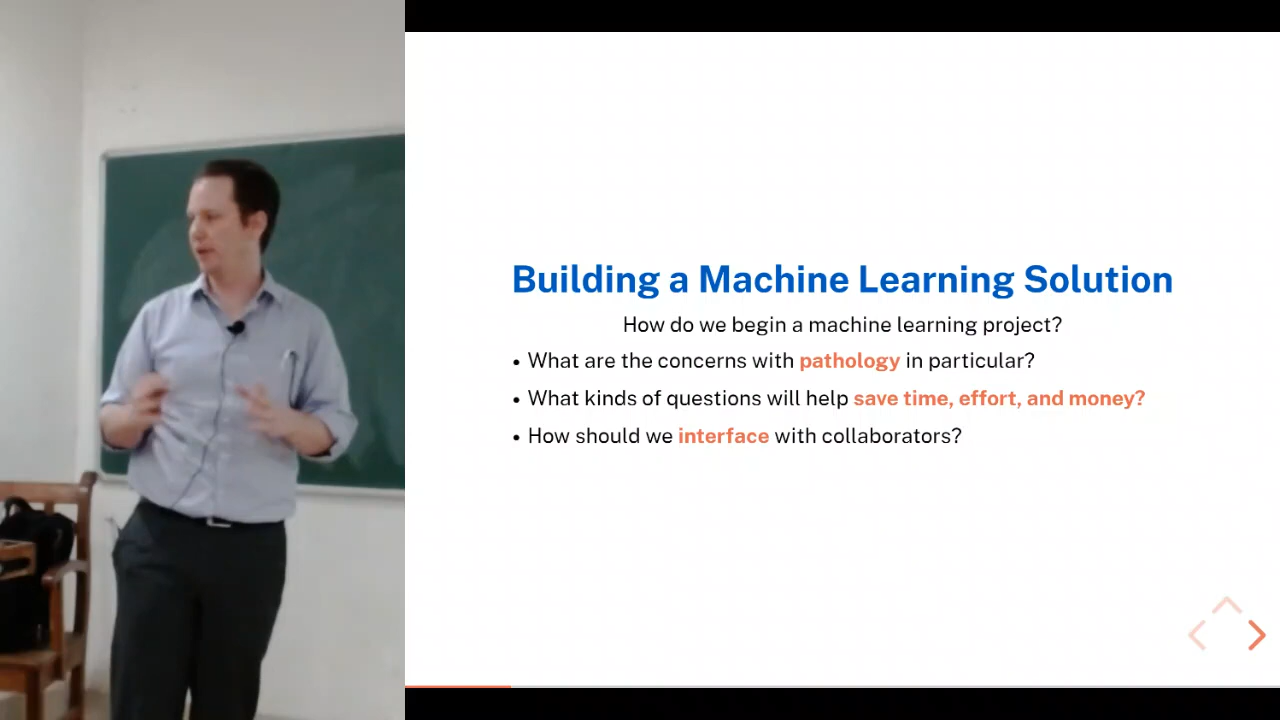 Building a Machine Learning Solution
How do we begin a machine learning project?
• What are the concerns with pathology in particular?
• What kinds of questions will help save time, effort, and money?
• How should we interface with collaborators?